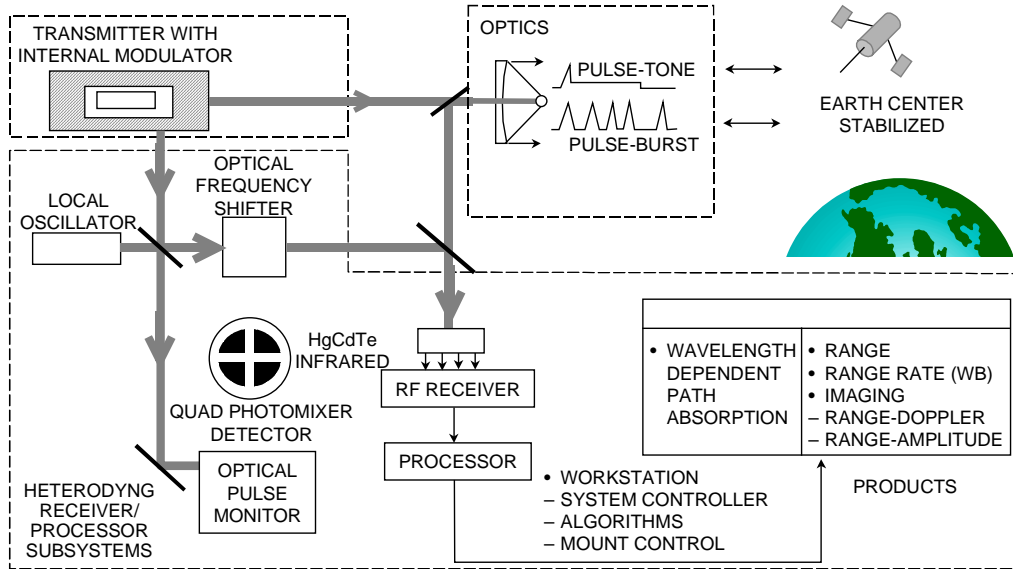 TRANSMITTER WITH
INTERNAL MODULATOR
OPTICS
PULSE-TONE
PULSE-BURST
EARTH CENTER
STABILIZED
OPTICAL
FREQUENCY
SHIFTER
LOCAL
OSCILLATOR
HgCdTe
INFRARED
QUAD PHOTOMIXER
DETECTOR
RF RECEIVER
PROCESSOR
OPTICAL
PULSE
MONITOR
HETERODYNG
RECEIVER/
PROCESSOR
SUBSYSTEMS
• WORKSTATION
– SYSTEM CONTROLLER
– ALGORITHMS
– MOUNT CONTROL
• WAVELENGTH
DEPENDENT
PATH
ABSORPTION
• RANGE
• RANGE RATE (WB)
• IMAGING
– RANGE-DOPPLER
– RANGE-AMPLITUDE
PRODUCTS